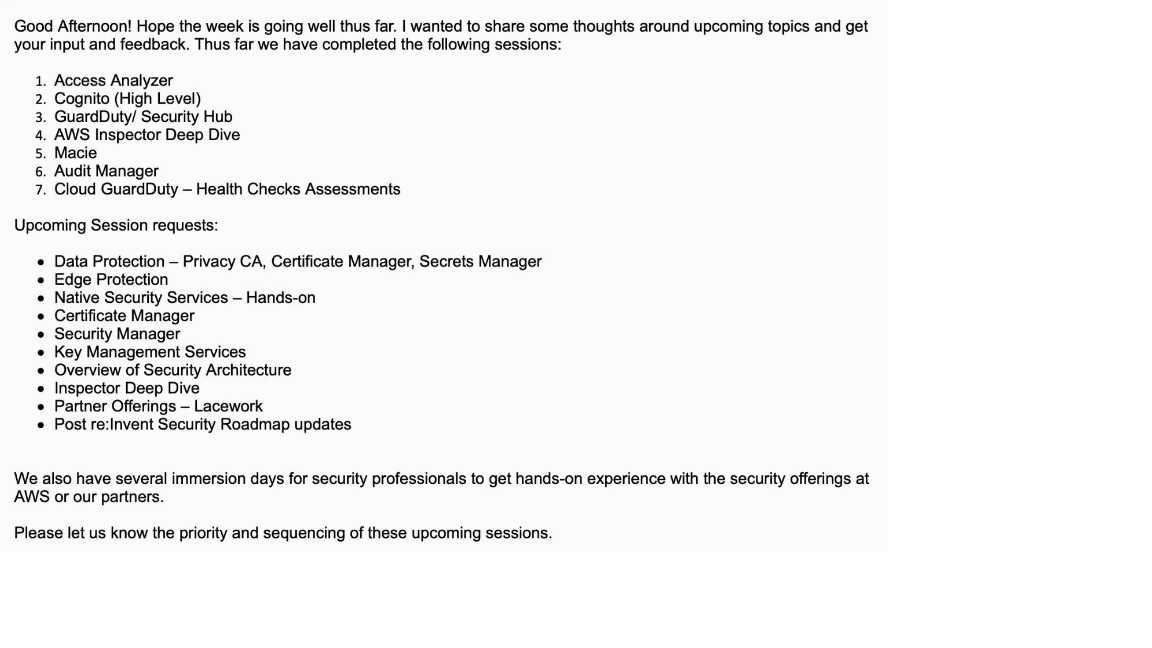 Good Afternoon! Hope the week is going well thus far. I wanted to share some thoughts around upcoming topics and get
your input and feedback. Thus far we have completed the following sessions:
1. Access Analyzer
2. Cognito (High Level)
3. GuardDuty/ Security Hub
4. AWS Inspector Deep Dive
5. Macie
6. Audit Manager
7. Cloud GuardDuty – Health Checks Assessments
Upcoming Session requests:
• Data Protection – Privacy CA, Certificate Manager, Secrets Manager
• Edge Protection
• Native Security Services – Hands-on
• Certificate Manager
• Security Manager
• Key Management Services
• Overview of Security Architecture
• Inspector Deep Dive
• Partner Offerings – Lacework
• Post re:Invent Security Roadmap updates
We also have several immersion days for security professionals to get hands-on experience with the security offerings at
AWS or our partners.
Please let us know the priority and sequencing of these upcoming sessions.